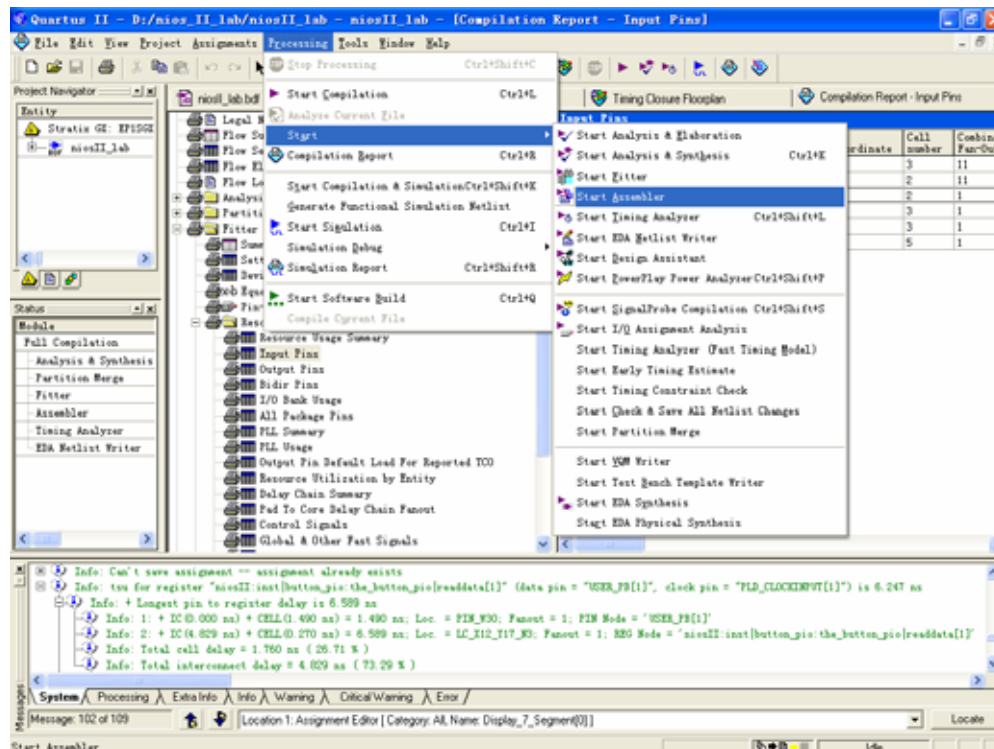 Quartus II - D:/nios_II_lab/niosII_lab - niosII_lab - [Compilation Report - Input Pins]
File Edit View Project Assignments Processing Tools Window Help
Project Navigator
Entity
Stratix GX: EP1SGX
niosII_lab
niosII_lab.bdf
Timing Closure Floorplan
Compilation Report - Input Pins
Stop Processing Ctrl+Shift+C
Start Compilation Ctrl+L
Analyze Current File
Start
Compilation Report Ctrl+R
Start Compilation & Simulation Ctrl+Shift+K
Generate Functional Simulation Netlist
Start Simulation Ctrl+I
Simulation Debug
Simulation Report Ctrl+Shift+R
Start Software Build Ctrl+Q
Compile Current File
Input Pins
Start Analysis & Elaboration
Start Analysis & Synthesis Ctrl+K
Start Fitter
Start Assembler
Start Timing Analyzer Ctrl+Shift+L
Start EDA Netlist Writer
Start Design Assistant
Start PowerPlay Power Analyzer Ctrl+Shift+P
Start SignalProbe Compilation Ctrl+Shift+S
Start I/O Assignment Analysis
Start Timing Analyzer (Fast Timing Model)
Start Early Timing Estimate
Start Timing Constraint Check
Start Check & Save All Netlist Changes
Start Partition Merge
Start VQM Writer
Start Test Bench Template Writer
Start EDA Synthesis
Start EDA Physical Synthesis
rdinate Cell number Combin Fan-Ou
3 11
2 11
2 1
3 1
3 1
5 1
Legal N
Flow Su
Flow Se
Flow El
Flow Lo
Analysi
Partiti
Fitter
Summ
Sett
Devi
Equa
Pin
Reso
Resource Usage Summary
Input Pins
Output Pins
Bidir Pins
I/O Bank Usage
All Package Pins
PLL Summary
PLL Usage
Output Pin Default Load For Reported TCO
Resource Utilization by Entity
Delay Chain Summary
Pad To Core Delay Chain Fanout
Control Signals
Global & Other Fast Signals
Status
Module
Full Compilation
Analysis & Synthesis
Partition Merge
Fitter
Assembler
Timing Analyzer
EDA Netlist Writer
Info: Can't save assignment -- assignment already exists
Info: tsu for register "niosII:inst|button_pio:the_button_pio|readdata[1]" (data pin = "USER_PB[1]", clock pin = "PLD_CLOCKINPUT[1]") is 6.247 ns
Info: + Longest pin to register delay is 6.589 ns
Info: 1: + IC(0.000 ns) + CELL(1.490 ns) = 1.490 ns; Loc. = PIN_W30; Fanout = 1; PIN Node = 'USER_PB[1]'
Info: 2: + IC(4.829 ns) + CELL(0.270 ns) = 6.589 ns; Loc. = LC_X12_Y17_N3; Fanout = 1; REG Node = 'niosII:inst|button_pio:the_button_pio|readdata[1]'
Info: Total cell delay = 1.760 ns ( 26.71 % )
Info: Total interconnect delay = 4.829 ns ( 73.29 % )
Messages
System Processing Extra Info Info Warning Critical Warning Error
Message: 102 of 109
Location 1: Assignment Editor [ Category: All, Name: Display_7_Segment[0] ]
Locate
Start Assembler
Idle